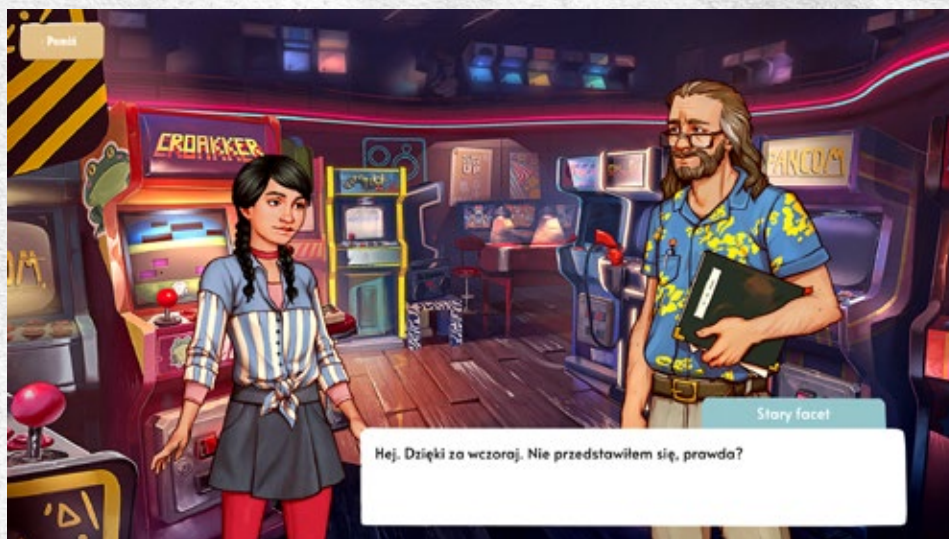 Pomiń
CROAKKER
PANCOM
Stary facet
Hej. Dzięki za wczoraj. Nie przedstawiłem się, prawda?